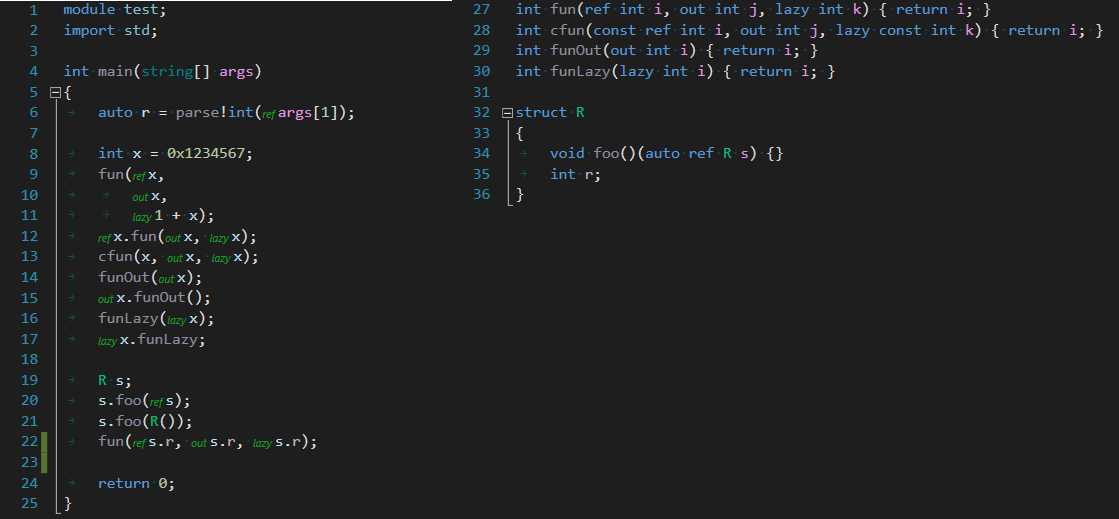 1 module test;
2 import std;
3
4 int main(string[] args)
5 {
6 auto r = parse!int(ref args[1]);
7
8 int x = 0x1234567;
9 fun(ref x,
10 out x,
11 lazy 1 + x);
12 ref x.fun(out x, lazy x);
13 cfun(x, out x, lazy x);
14 funOut(out x);
15 out x.funOut();
16 funLazy(lazy x);
17 lazy x.funLazy;
18
19 R s;
20 s.foo(ref s);
21 s.foo(R());
22 fun(ref s.r, out s.r, lazy s.r);
23
24 return 0;
25 }
27 int fun(ref int i, out int j, lazy int k) { return i; }
28 int cfun(const ref int i, out int j, lazy const int k) { return i; }
29 int funOut(out int i) { return i; }
30 int funLazy(lazy int i) { return i; }
31
32 struct R
33 {
34 void foo()(auto ref R s) {}
35 int r;
36 }